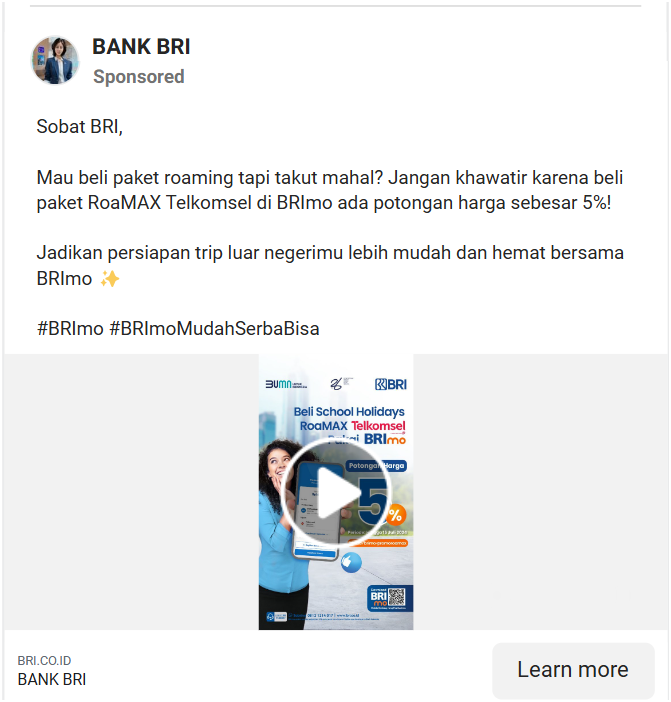 BANK BRI
Sponsored
Sobat BRI,
Mau beli paket roaming tapi takut mahal? Jangan khawatir karena beli
paket RoaMAX Telkomsel di BRImo ada potongan harga sebesar 5%!
Jadikan persiapan trip luar negerimu lebih mudah dan hemat bersama
BRImo ✨
#BRImo #BRImoMudahSerbaBisa
BUMN
BRI
Beli School Holidays
RoaMAX Telkomsel
Pakai BRImo
Potongan Harga
5%
BRImo
BRI.CO.ID
BANK BRI
Learn more